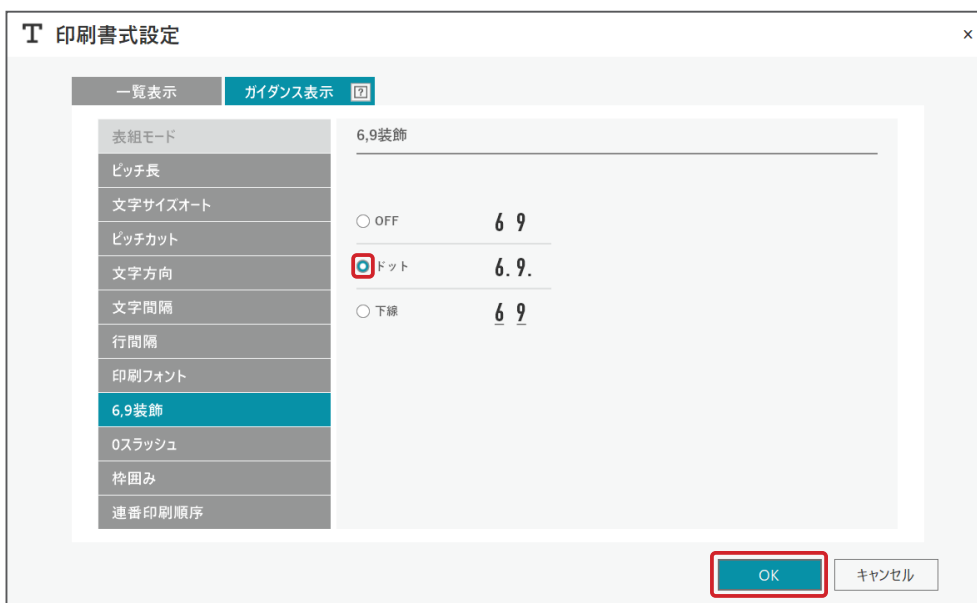 T 印刷書式設定 x
一覧表示 ガイダンス表示 ?
表組モード
ピッチ長
文字サイズオート
ピッチカット
文字方向
文字間隔
行間隔
印刷フォント
6,9装飾
0スラッシュ
枠囲み
連番印刷順序
6,9装飾
OFF 6 9
ドット 6. 9.
下線 6 9
OK キャンセル